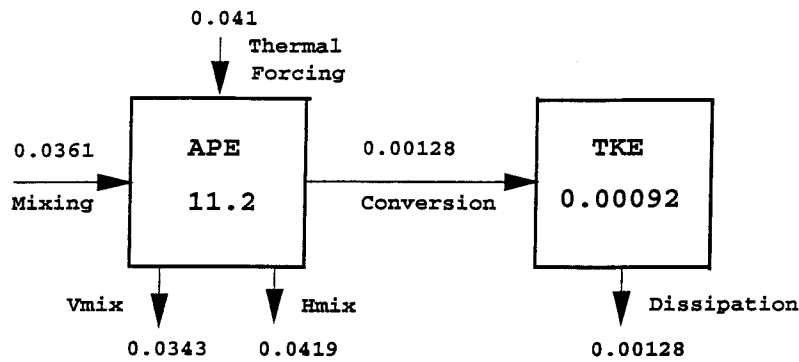 0.041
Thermal
Forcing
0.0361
APE
0.00128
TKE
Mixing
11.2
Conversion
0.00092
Vmix
Hmix
Dissipation
0.0343
0.0419
0.00128